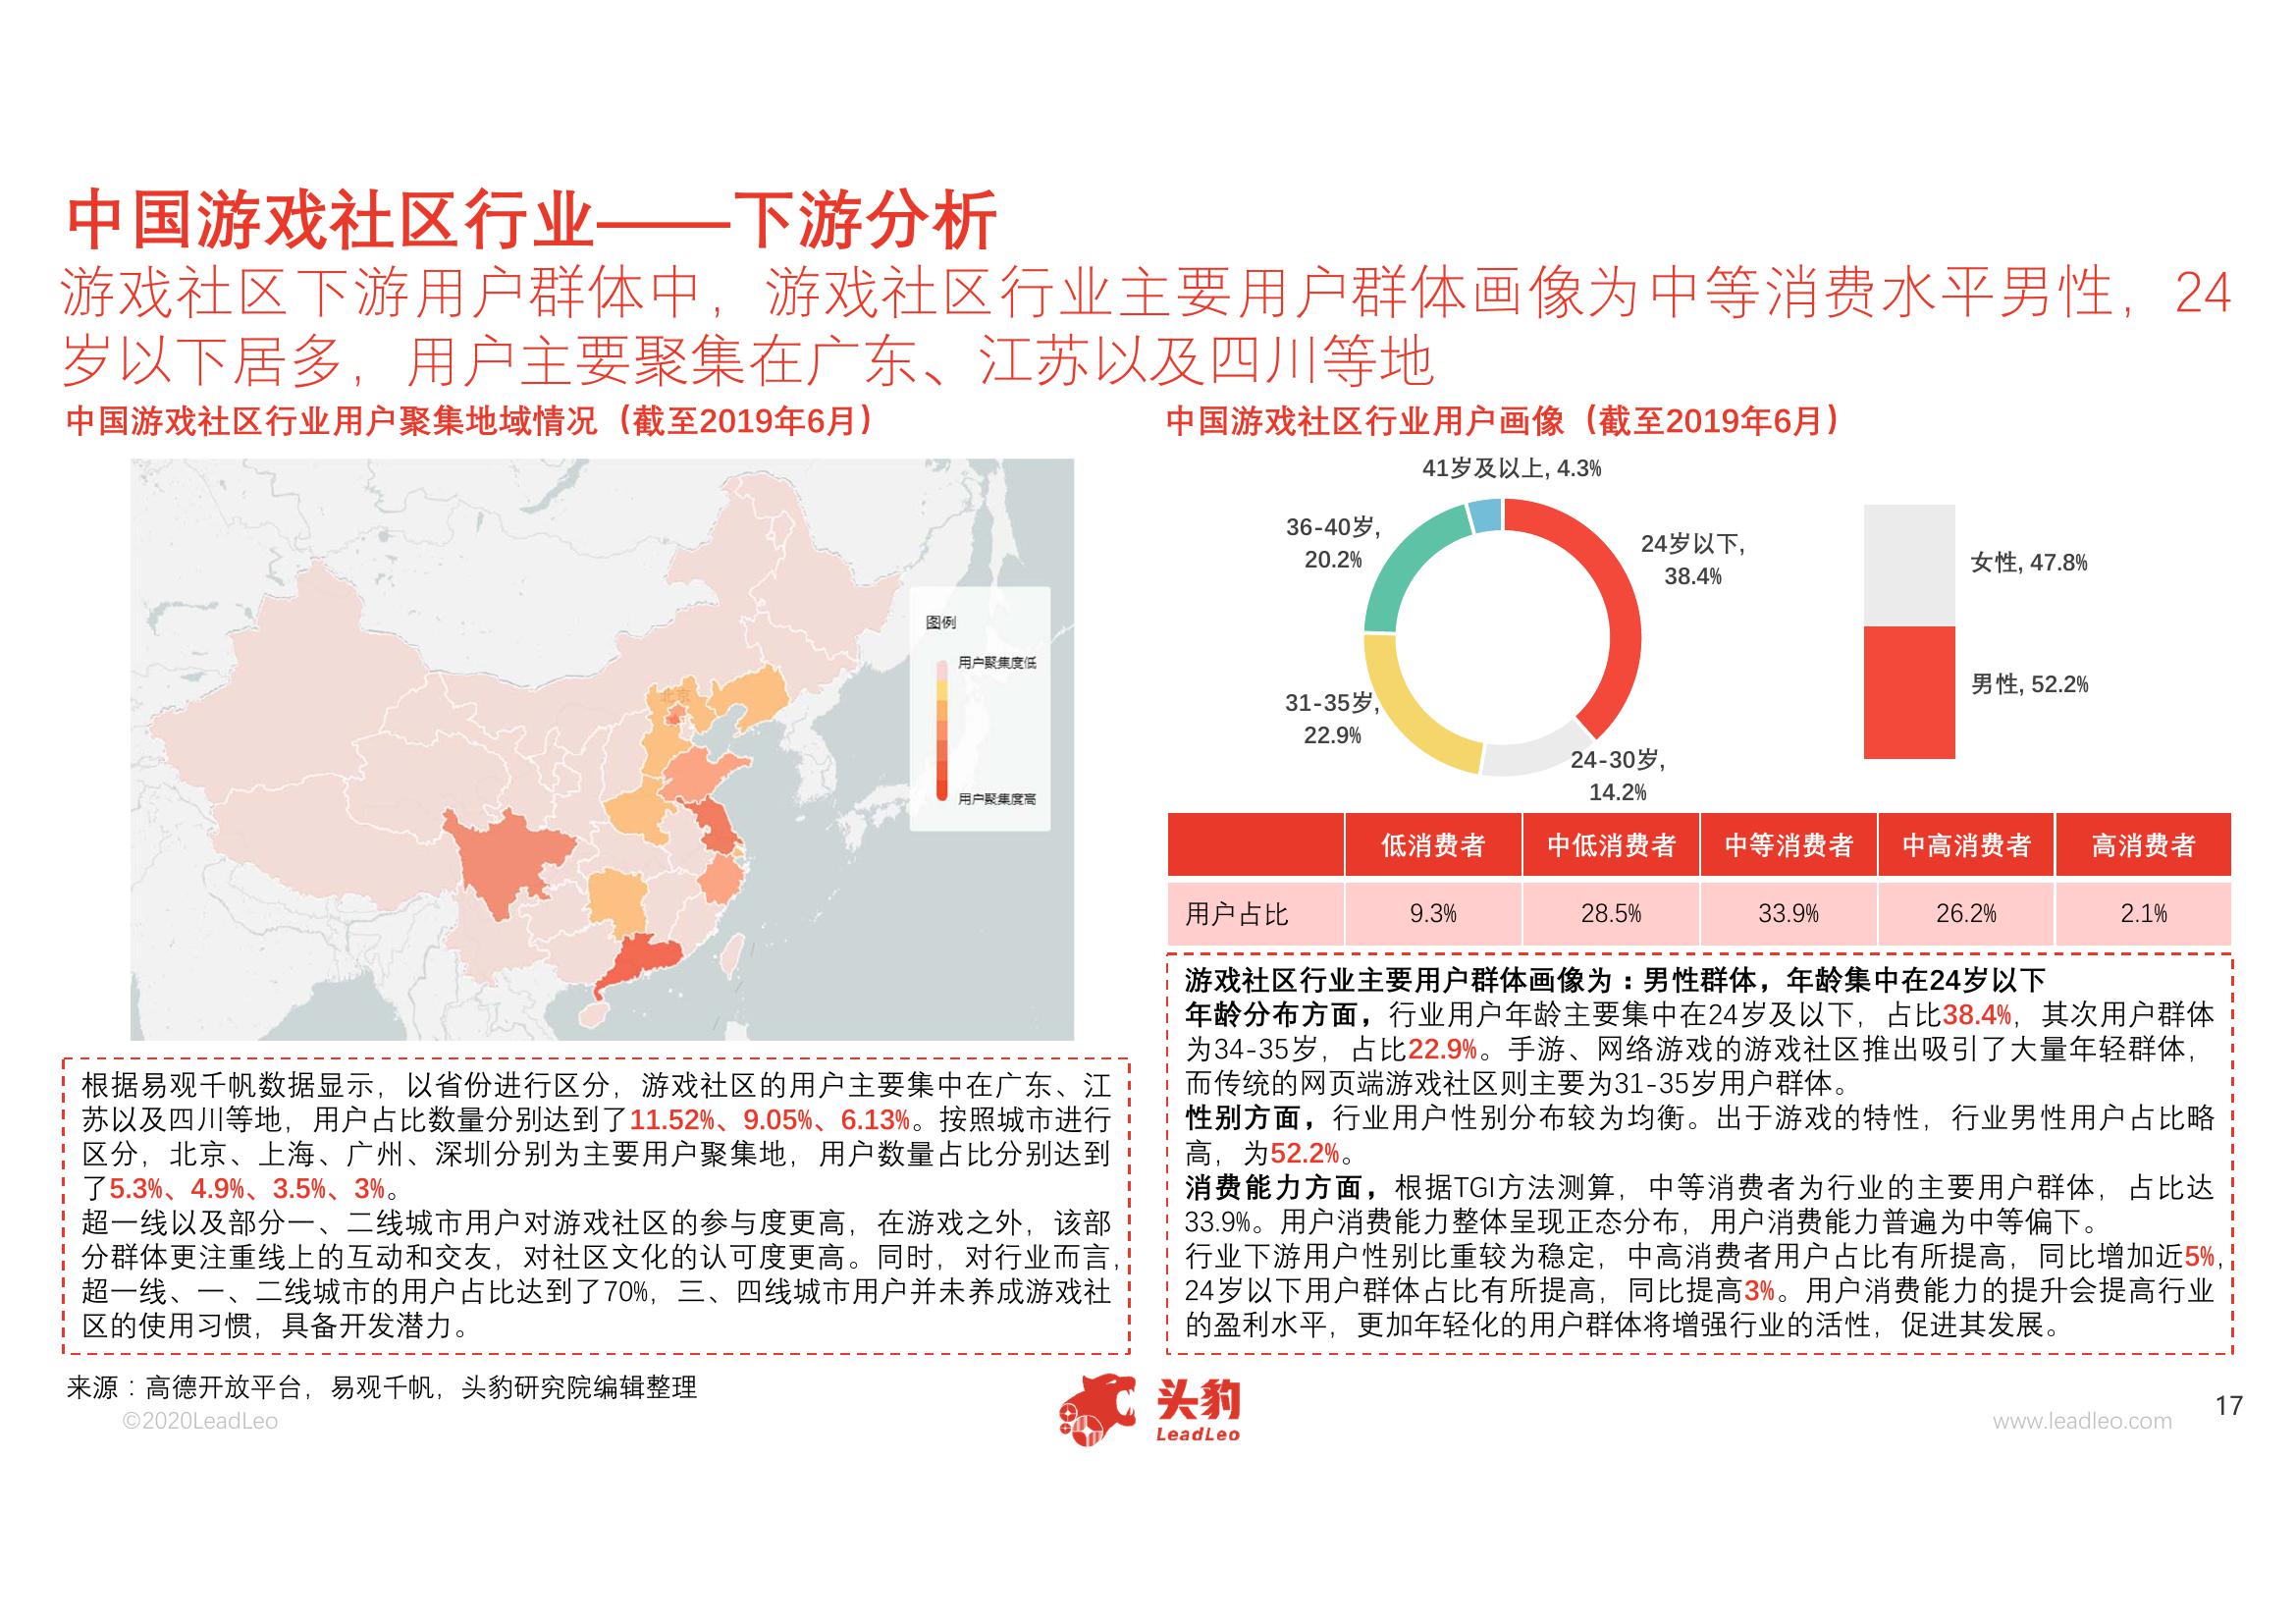 中国游戏社区行业——下游分析
游戏社区下游用户群体中，游戏社区行业主要用户群体画像为中等消费水平男性，24
岁以下居多，用户主要聚集在广东、江苏以及四川等地
中国游戏社区行业用户聚集地域情况（截至2019年6月）
北京
图例
用户聚集度低
用户聚集度高
根据易观千帆数据显示，以省份进行区分，游戏社区的用户主要集中在广东、江
苏以及四川等地，用户占比数量分别达到了11.52%、9.05%、6.13%。按照城市进行
区分，北京、上海、广州、深圳分别为主要用户聚集地，用户数量占比分别达到
了5.3%、4.9%、3.5%、3%。
超一线以及部分一、二线城市用户对游戏社区的参与度更高，在游戏之外，该部
分群体更注重线上的互动和交友，对社区文化的认可度更高。同时，对行业而言，
超一线、一、二线城市的用户占比达到了70%，三、四线城市用户并未养成游戏社
区的使用习惯，具备开发潜力。
中国游戏社区行业用户画像（截至2019年6月）
41岁及以上, 4.3%
36-40岁,
20.2%
24岁以下,
38.4%
31-35岁,
22.9%
24-30岁,
14.2%
女性, 47.8%
男性, 52.2%
低消费者 中低消费者 中等消费者 中高消费者 高消费者
用户占比 9.3% 28.5% 33.9% 26.2% 2.1%
游戏社区行业主要用户群体画像为：男性群体，年龄集中在24岁以下
年龄分布方面，行业用户年龄主要集中在24岁及以下，占比38.4%，其次用户群体
为34-35岁，占比22.9%。手游、网络游戏的游戏社区推出吸引了大量年轻群体，
而传统的网页端游戏社区则主要为31-35岁用户群体。
性别方面，行业用户性别分布较为均衡。出于游戏的特性，行业男性用户占比略
高，为52.2%。
消费能力方面，根据TGI方法测算，中等消费者为行业的主要用户群体，占比达
33.9%。用户消费能力整体呈现正态分布，用户消费能力普遍为中等偏下。
行业下游用户性别比重较为稳定，中高消费者用户占比有所提高，同比增加近5%，
24岁以下用户群体占比有所提高，同比提高3%。用户消费能力的提升会提高行业
的盈利水平，更加年轻化的用户群体将增强行业的活性，促进其发展。
来源：高德开放平台，易观千帆，头豹研究院编辑整理
©2020LeadLeo
头豹
LeadLeo
www.leadleo.com
17